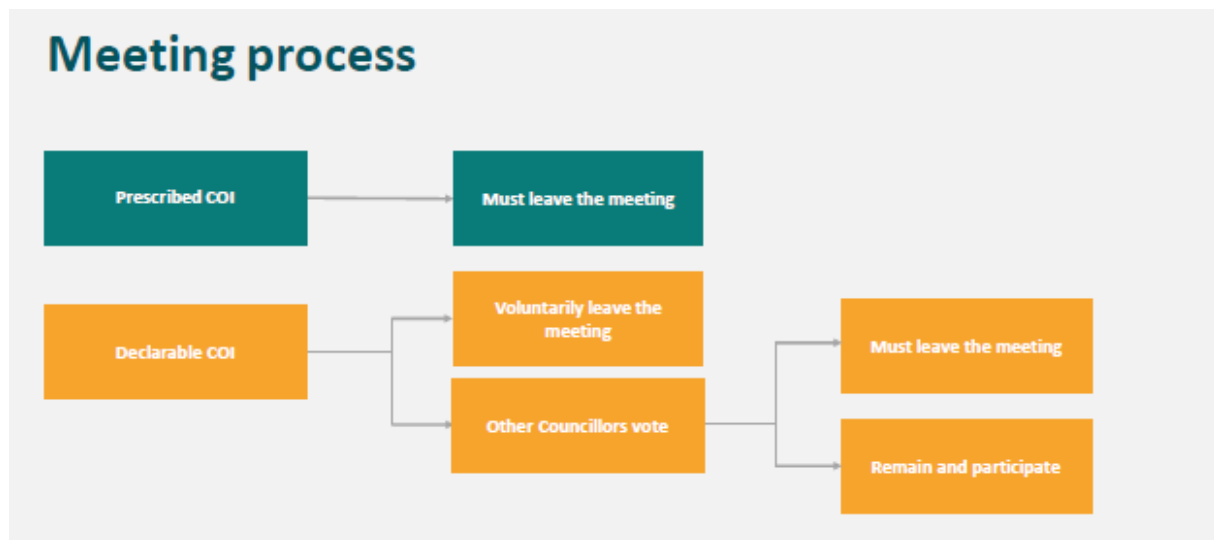 Meeting process
Prescribed COI
Must leave the meeting
Declarable COI
Voluntarily leave the
meeting
Other Councillors vote
Must leave the meeting
Remain and participate